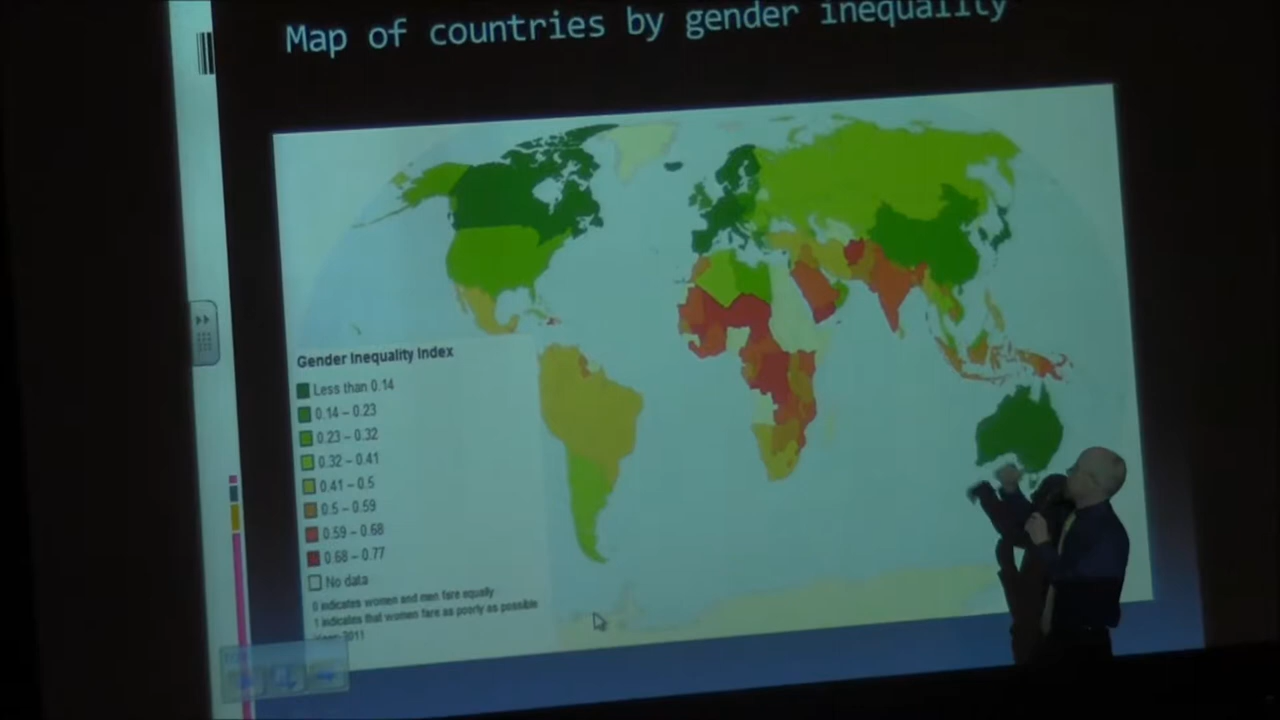 Map of countries by gender inequality
Gender Inequality Index
Less than 0.14
0.14 – 0.23
0.23 – 0.32
0.32 – 0.41
0.41 – 0.5
0.5 – 0.59
0.59 – 0.68
0.68 – 0.77
No data
0 indicates women and men fare equally
1 indicates that women fare as poorly as possible
Year: 2011